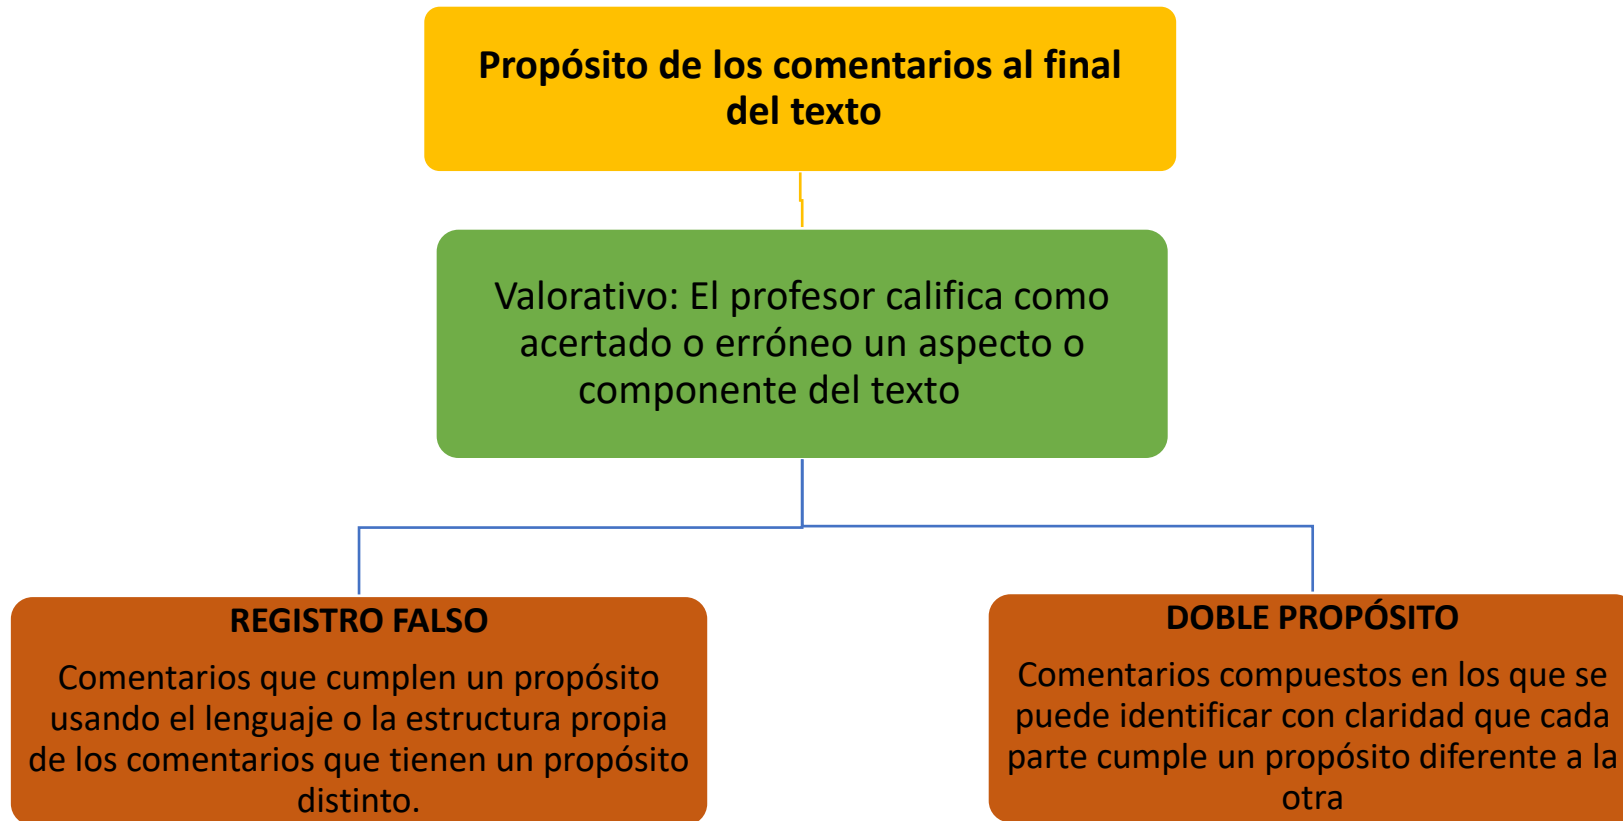 Propósito de los comentarios al final
del texto
Valorativo: El profesor califica como
acertado o erróneo un aspecto o
componente del texto
REGISTRO FALSO
Comentarios que cumplen un propósito
usando el lenguaje o la estructura propia
de los comentarios que tienen un propósito
distinto.
DOBLE PROPÓSITO
Comentarios compuestos en los que se
puede identificar con claridad que cada
parte cumple un propósito diferente a la
otra